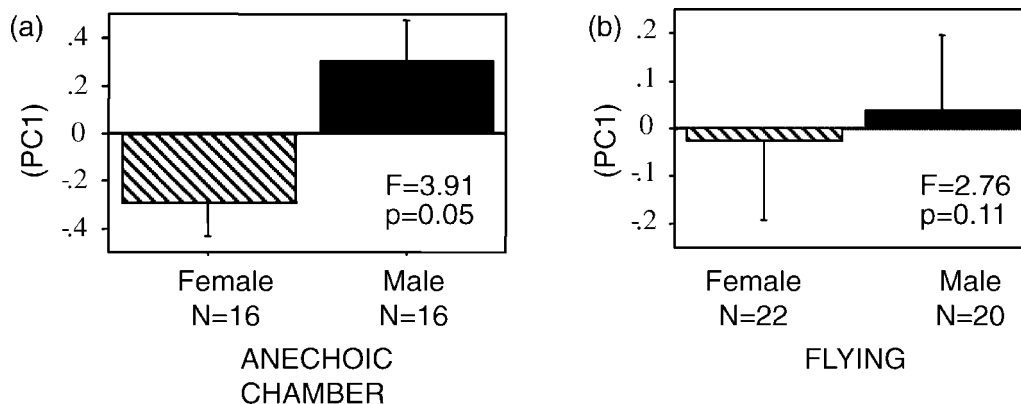 (a)
(PC1)
.4
.2
0
-.2
-.4
F=3.91
p=0.05
Female
N=16
Male
N=16
ANECHOIC
CHAMBER
(b)
(PC1)
.2
.1
0
-.1
-.2
F=2.76
p=0.11
Female
N=22
Male
N=20
FLYING